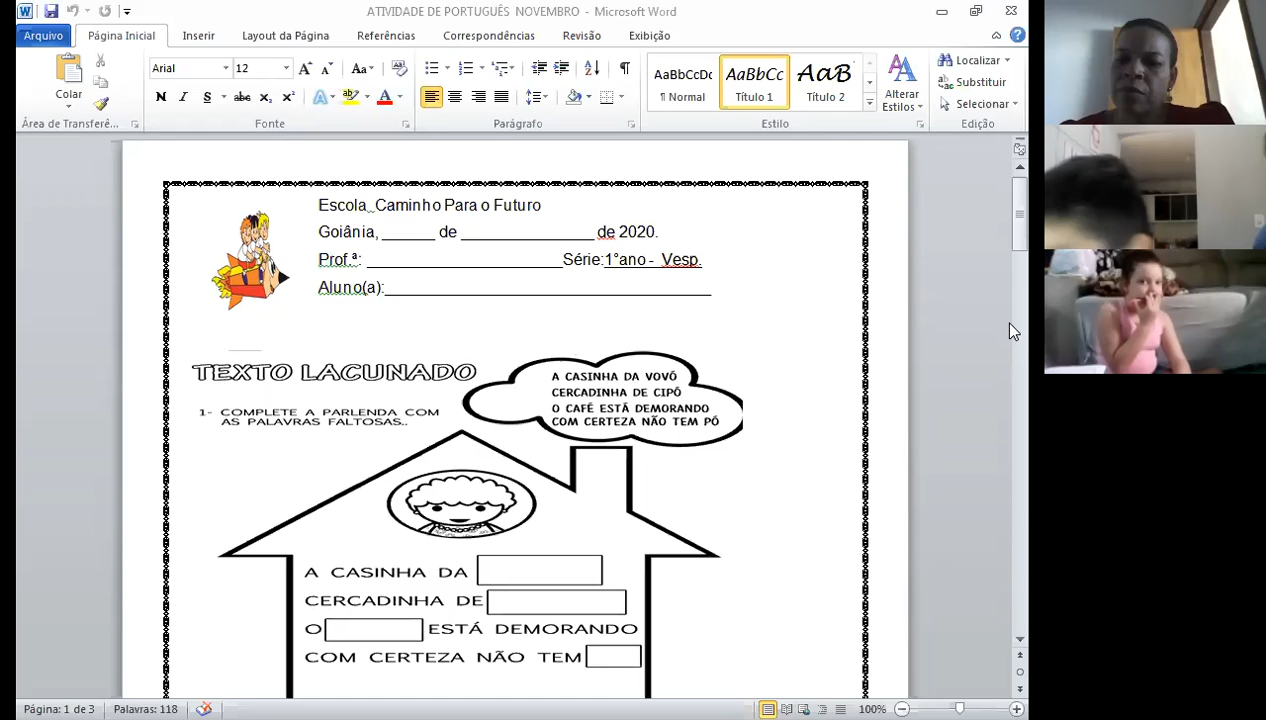 ATIVIDADE DE PORTUGUÊS NOVEMBRO - Microsoft Word
Arquivo Página Inicial Inserir Layout da Página Referências Correspondências Revisão Exibição
Colar
Arial 12
AaBbCcDc AaBbCc AaB
¶ Normal Título 1 Título 2
Alterar Estilos
Localizar
Substituir
Selecionar
Área de Transferê... Fonte Parágrafo Estilo Edição
Escola Caminho Para o Futuro
Goiânia, ______ de _______________ de 2020.
Prof.ª: ______________________Série:1°ano - Vesp.
Aluno(a):_____________________________________
TEXTO LACUNADO
1- COMPLETE A PARLENDA COM
AS PALAVRAS FALTOSAS..
A CASINHA DA VOVÓ
CERCADINHA DE CIPÓ
O CAFÉ ESTÁ DEMORANDO
COM CERTEZA NÃO TEM PÓ
A CASINHA DA
CERCADINHA DE
O ESTÁ DEMORANDO
COM CERTEZA NÃO TEM
Página: 1 de 3 Palavras: 118 100%